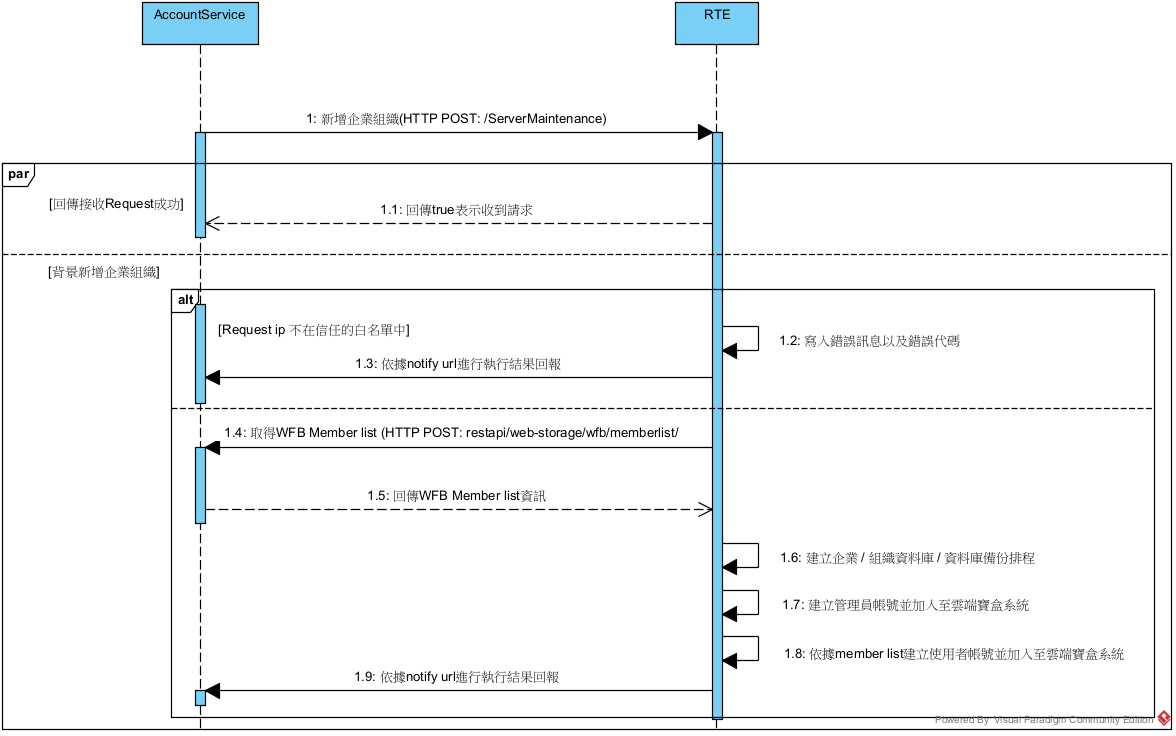 AccountService
RTE
1: 新增企業組織(HTTP POST: /ServerMaintenance)
par
[回傳接收Request成功]
1.1: 回傳true表示收到請求
[背景新增企業組織]
alt
[Request ip 不在信任的白名單中]
1.2: 寫入錯誤訊息以及錯誤代碼
1.3: 依據notify url進行執行結果回報
1.4: 取得WFB Member list (HTTP POST: restapi/web-storage/wfb/memberlist/
1.5: 回傳WFB Member list資訊
1.6: 建立企業 / 組織資料庫 / 資料庫備份排程
1.7: 建立管理員帳號並加入至雲端寶盒系統
1.8: 依據member list建立使用者帳號並加入至雲端寶盒系統
1.9: 依據notify url進行執行結果回報
Powered By Visual Paradigm Community Edition